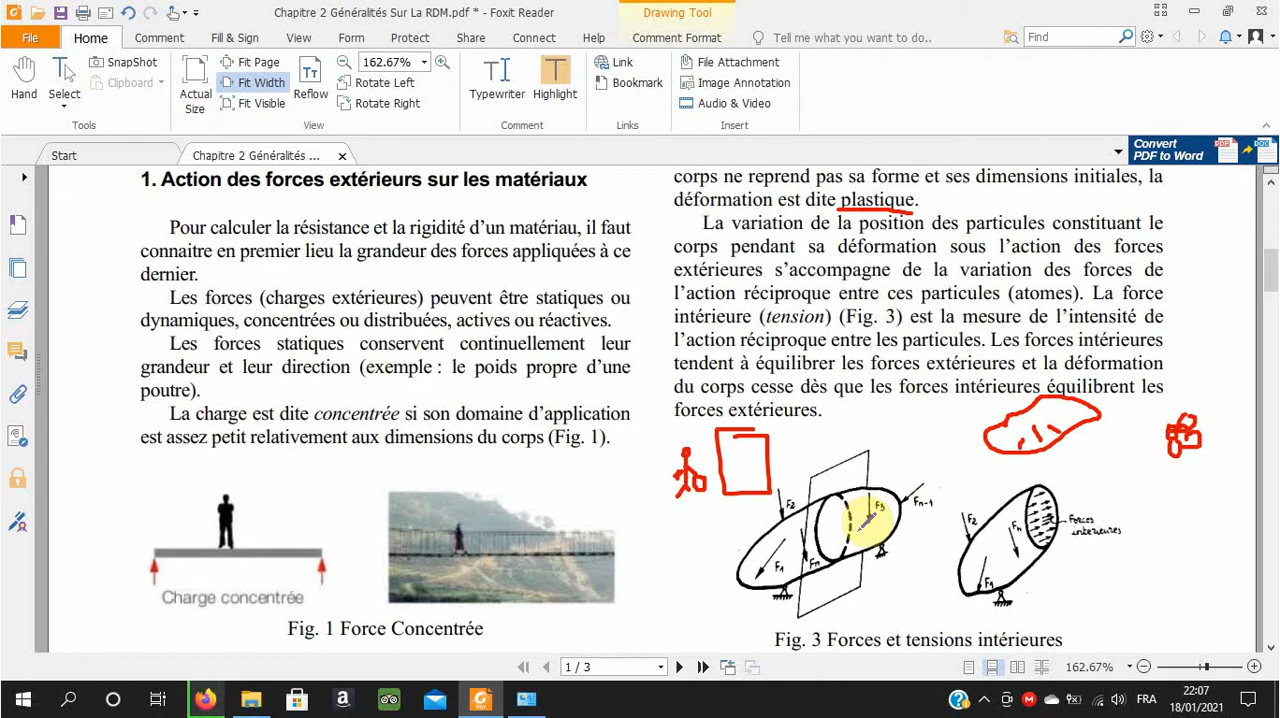 Chapitre 2 Généralités Sur La RDM.pdf * - Foxit Reader
Drawing Tool
File
Home
Comment
Fill & Sign
View
Form
Protect
Share
Connect
Help
Comment Format
Tell me what you want to do..
Find
Hand
Select
SnapShot
Clipboard
Tools
Actual
Size
Fit Page
Fit Width
Fit Visible
Reflow
162.67%
Rotate Left
Rotate Right
View
Typewriter
Highlight
Comment
Link
Bookmark
Links
File Attachment
Image Annotation
Audio & Video
Insert
Start
Chapitre 2 Généralités ...
Convert
PDF to Word
1. Action des forces extérieurs sur les matériaux
Pour calculer la résistance et la rigidité d’un matériau, il faut
connaitre en premier lieu la grandeur des forces appliquées à ce
dernier.
Les forces (charges extérieures) peuvent être statiques ou
dynamiques, concentrées ou distribuées, actives ou réactives.
Les forces statiques conservent continuellement leur
grandeur et leur direction (exemple : le poids propre d’une
poutre).
La charge est dite concentrée si son domaine d’application
est assez petit relativement aux dimensions du corps (Fig. 1).
Charge concentrée
Fig. 1 Force Concentrée
corps ne reprend pas sa forme et ses dimensions initiales, la
déformation est dite plastique.
La variation de la position des particules constituant le
corps pendant sa déformation sous l’action des forces
extérieures s’accompagne de la variation des forces de
l’action réciproque entre ces particules (atomes). La force
intérieure (tension) (Fig. 3) est la mesure de l’intensité de
l’action réciproque entre les particules. Les forces intérieures
tendent à équilibrer les forces extérieures et la déformation
du corps cesse dès que les forces intérieures équilibrent les
forces extérieures.
F2
F3
Fn-1
F1
Fn
F2
Fn
F1
Forces
interieures
Fig. 3 Forces et tensions intérieures
1 / 3
162.67%
FRA
22:07
18/01/2021